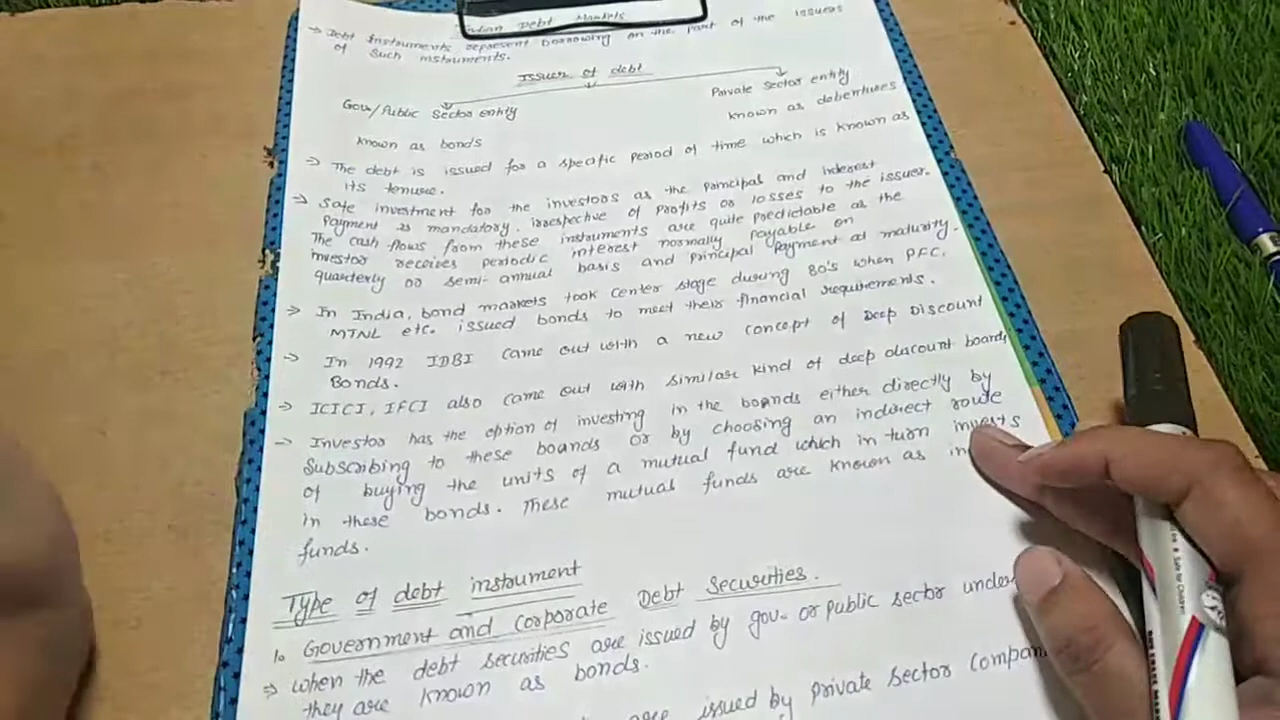 Indian Debt Markets
→ Debt Instruments represent borrowing on the part of the issuers
of Such instruments.
Issuer of debt
Gov/Public Sector entity
Private Sector entity
known as bonds
known as debentures
→ The debt is issued for a specific period of time which is known as
its tenure.
→ Safe investment for the investors as the principal and interest
Payment is mandatory, irrespective of Profits or losses to the issuer.
The cash flows from these instruments are quite predictable as the
investor receives periodic interest normally payable on
quarterly or semi-annual basis and principal Payment at maturity.
→ In India, bond markets took center stage during 80's when PFC,
MTNL etc. issued bonds to meet their financial requirements.
→ In 1992 IDBI came out with a new concept of Deep Discount
Bonds.
→ ICICI, IFCI also came out with similar kind of deep discount boards
→ Investor has the option of investing in the boands either directly by
Subscribing to these boands or by choosing an indirect route
of buying the units of a mutual fund which in turn invests
in these bonds. These mutual funds are known as in
funds.
Type of debt instrument
1. Government and corporate Debt Securities.
→ when the debt securities are issued by gov. or public sector under
they are known as bonds.
are issued by private sector compan